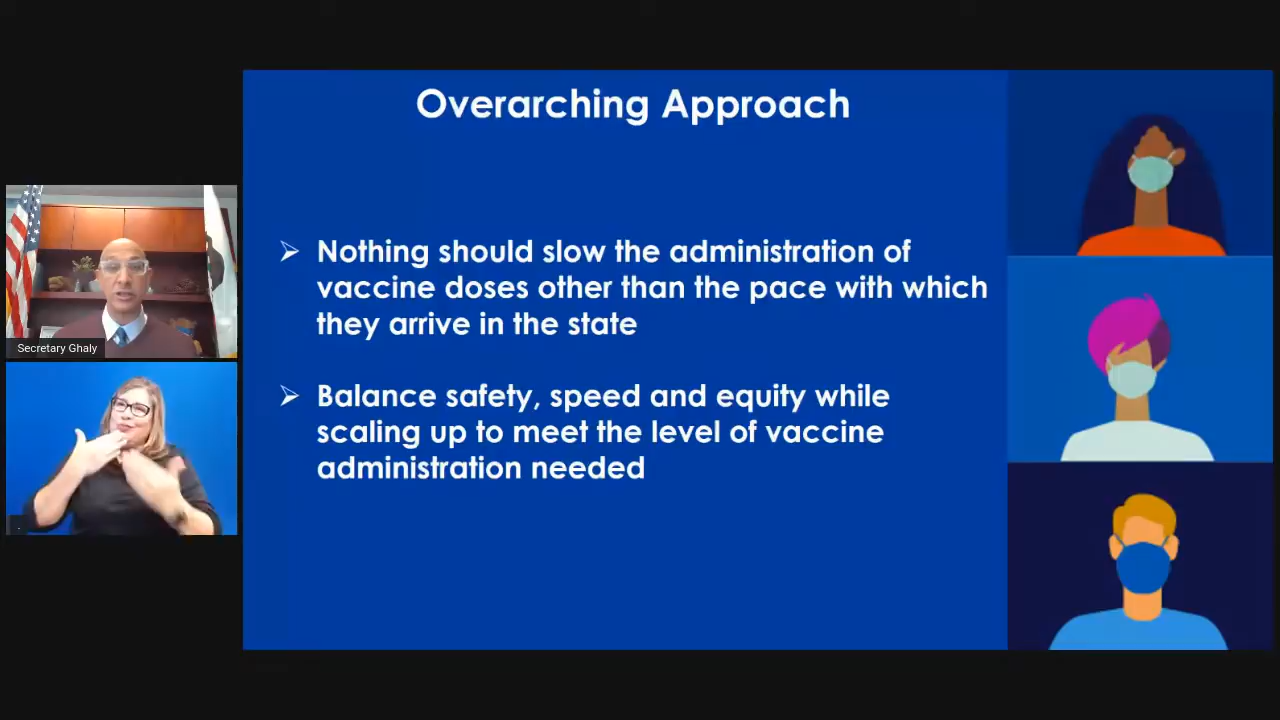 Overarching Approach
Nothing should slow the administration of
vaccine doses other than the pace with which
they arrive in the state
Balance safety, speed and equity while
scaling up to meet the level of vaccine
administration needed
Secretary Ghaly
.